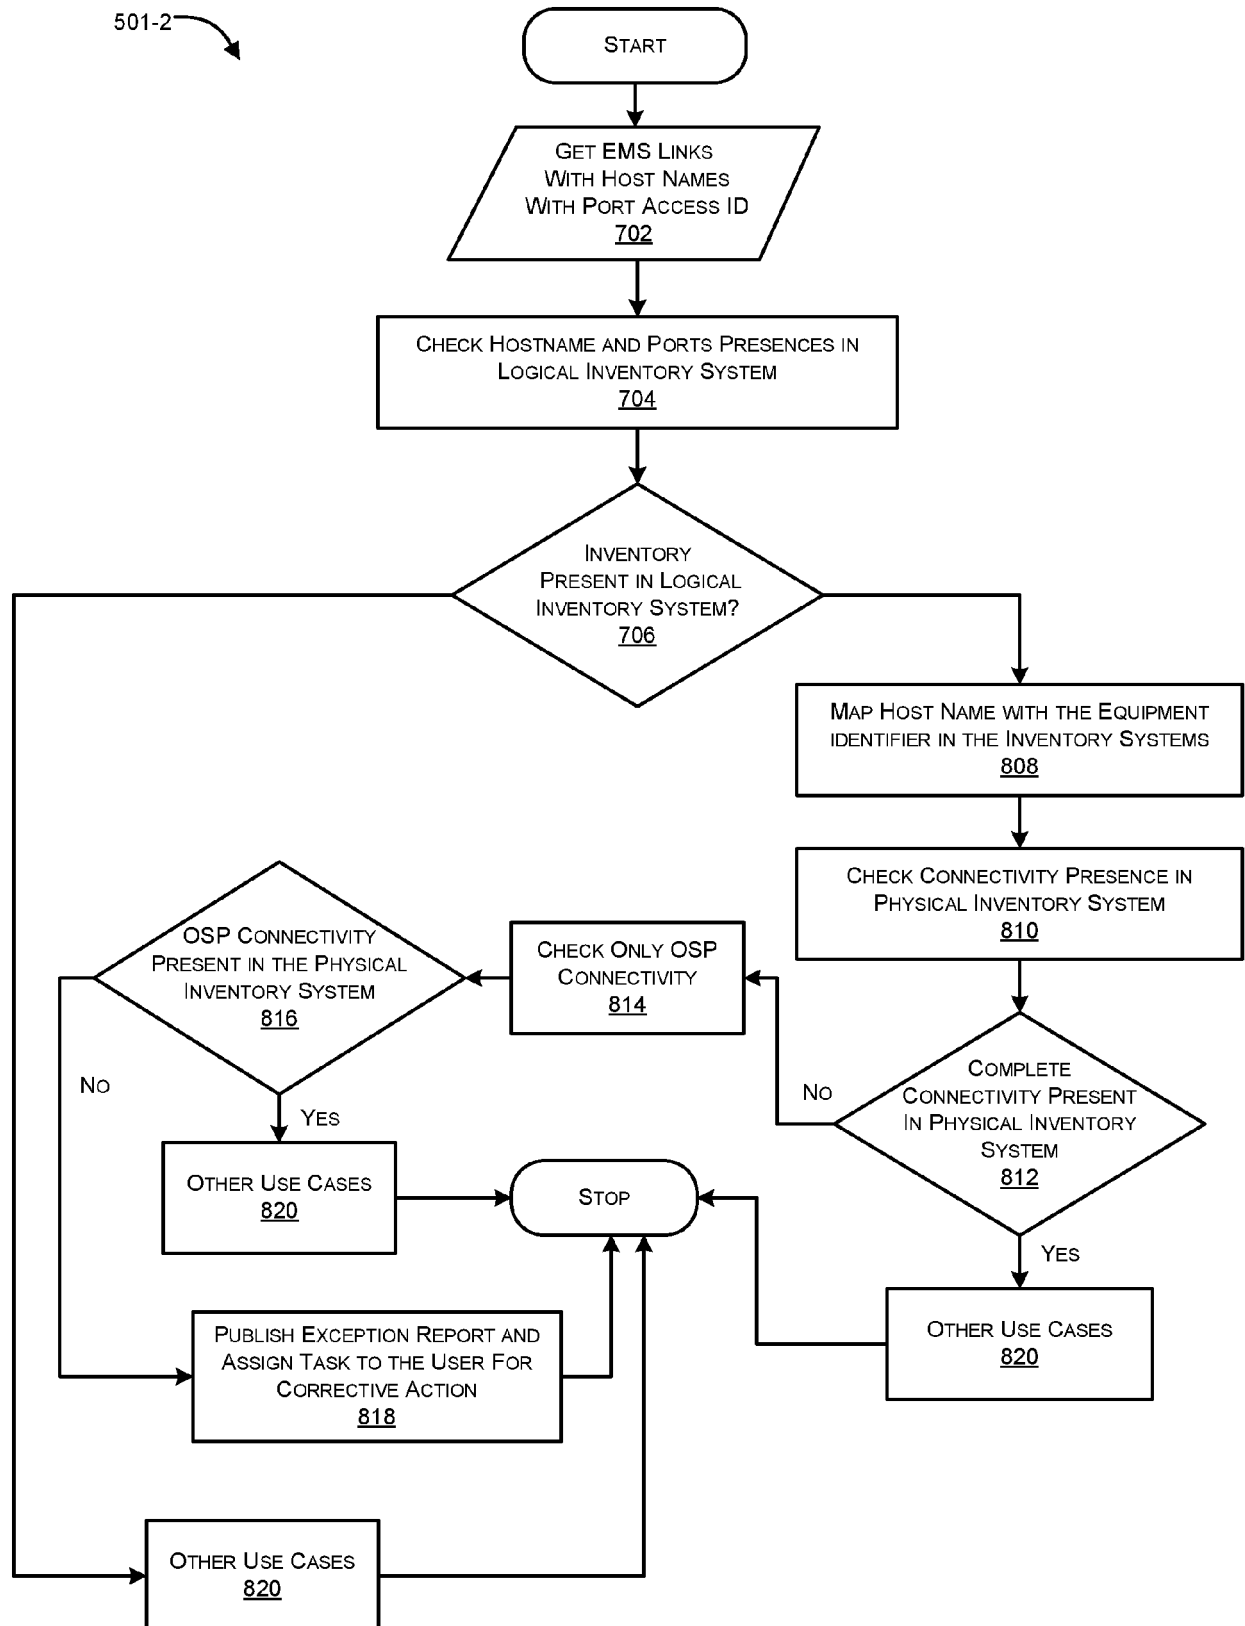 501-2
START
GET EMS LINKS
WITH HOST NAMES
WITH PORT ACCESS ID
702
CHECK HOSTNAME AND PORTS PRESENCES IN
LOGICAL INVENTORY SYSTEM
704
INVENTORY
PRESENT IN LOGICAL
INVENTORY SYSTEM?
706
MAP HOST NAME WITH THE EQUIPMENT
IDENTIFIER IN THE INVENTORY SYSTEMS
808
CHECK CONNECTIVITY PRESENCE IN
PHYSICAL INVENTORY SYSTEM
810
COMPLETE
CONNECTIVITY PRESENT
IN PHYSICAL INVENTORY
SYSTEM
812
NO
CHECK ONLY OSP
CONNECTIVITY
814
OSP CONNECTIVITY
PRESENT IN THE PHYSICAL
INVENTORY SYSTEM
816
NO
YES
OTHER USE CASES
820
STOP
YES
OTHER USE CASES
820
PUBLISH EXCEPTION REPORT AND
ASSIGN TASK TO THE USER FOR
CORRECTIVE ACTION
818
OTHER USE CASES
820